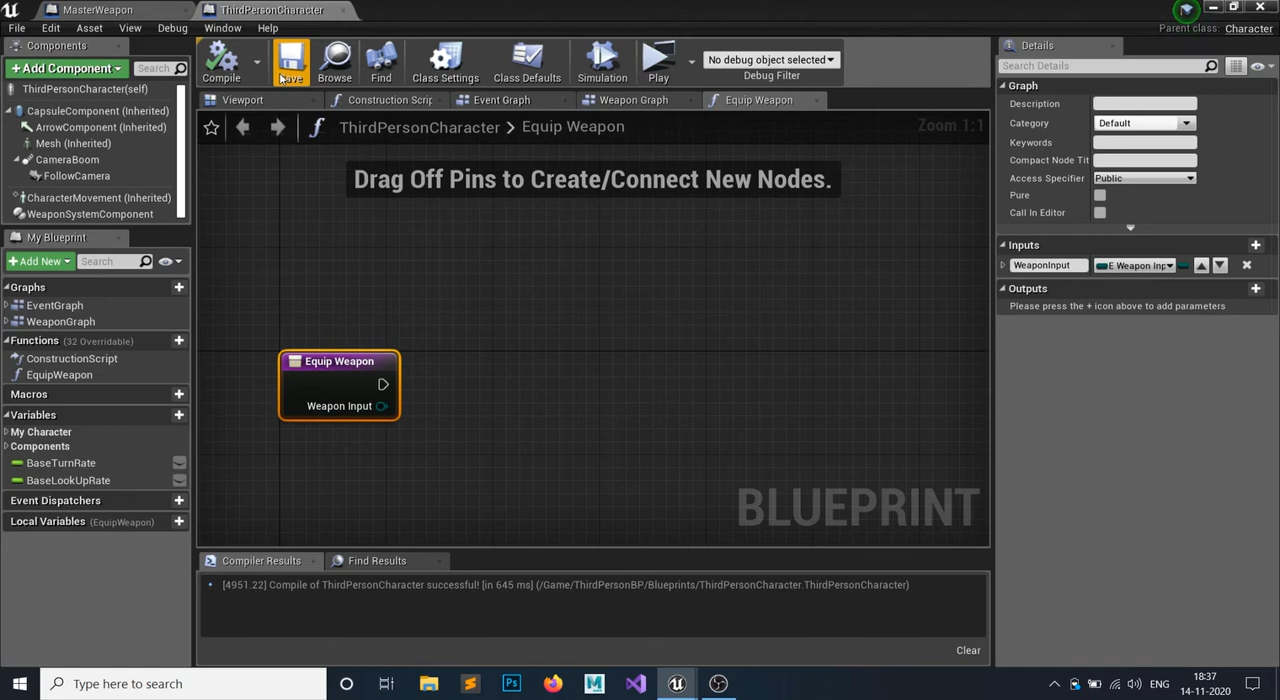 MasterWeapon
ThirdPersonCharacter
File Edit Asset View Debug Window Help
Parent class: Character
Components
+Add Component
Search
ThirdPersonCharacter(self)
CapsuleComponent (Inherited)
ArrowComponent (Inherited)
Mesh (Inherited)
CameraBoom
FollowCamera
CharacterMovement (Inherited)
WeaponSystemComponent
My Blueprint
+Add New
Search
Graphs
EventGraph
WeaponGraph
Functions (32 Overridable)
ConstructionScript
EquipWeapon
Macros
Variables
My Character
Components
BaseTurnRate
BaseLookUpRate
Event Dispatchers
Local Variables (EquipWeapon)
Compile
Save
Browse
Find
Class Settings
Class Defaults
Simulation
Play
No debug object selected
Debug Filter
Viewport
Construction Scrip
Event Graph
Weapon Graph
Equip Weapon
ThirdPersonCharacter > Equip Weapon
Zoom 1:1
Drag Off Pins to Create/Connect New Nodes.
Equip Weapon
Weapon Input
BLUEPRINT
Compiler Results
Find Results
[4951.22] Compile of ThirdPersonCharacter successful! [in 645 ms] (/Game/ThirdPersonBP/Blueprints/ThirdPersonCharacter.ThirdPersonCharacter)
Clear
Details
Search Details
Graph
Description
Category Default
Keywords
Compact Node Tit
Access Specifier Public
Pure
Call In Editor
Inputs
WeaponInput E Weapon Inp
Outputs
Please press the + icon above to add parameters
Type here to search
Ps
M
ENG
18:37
14-11-2020